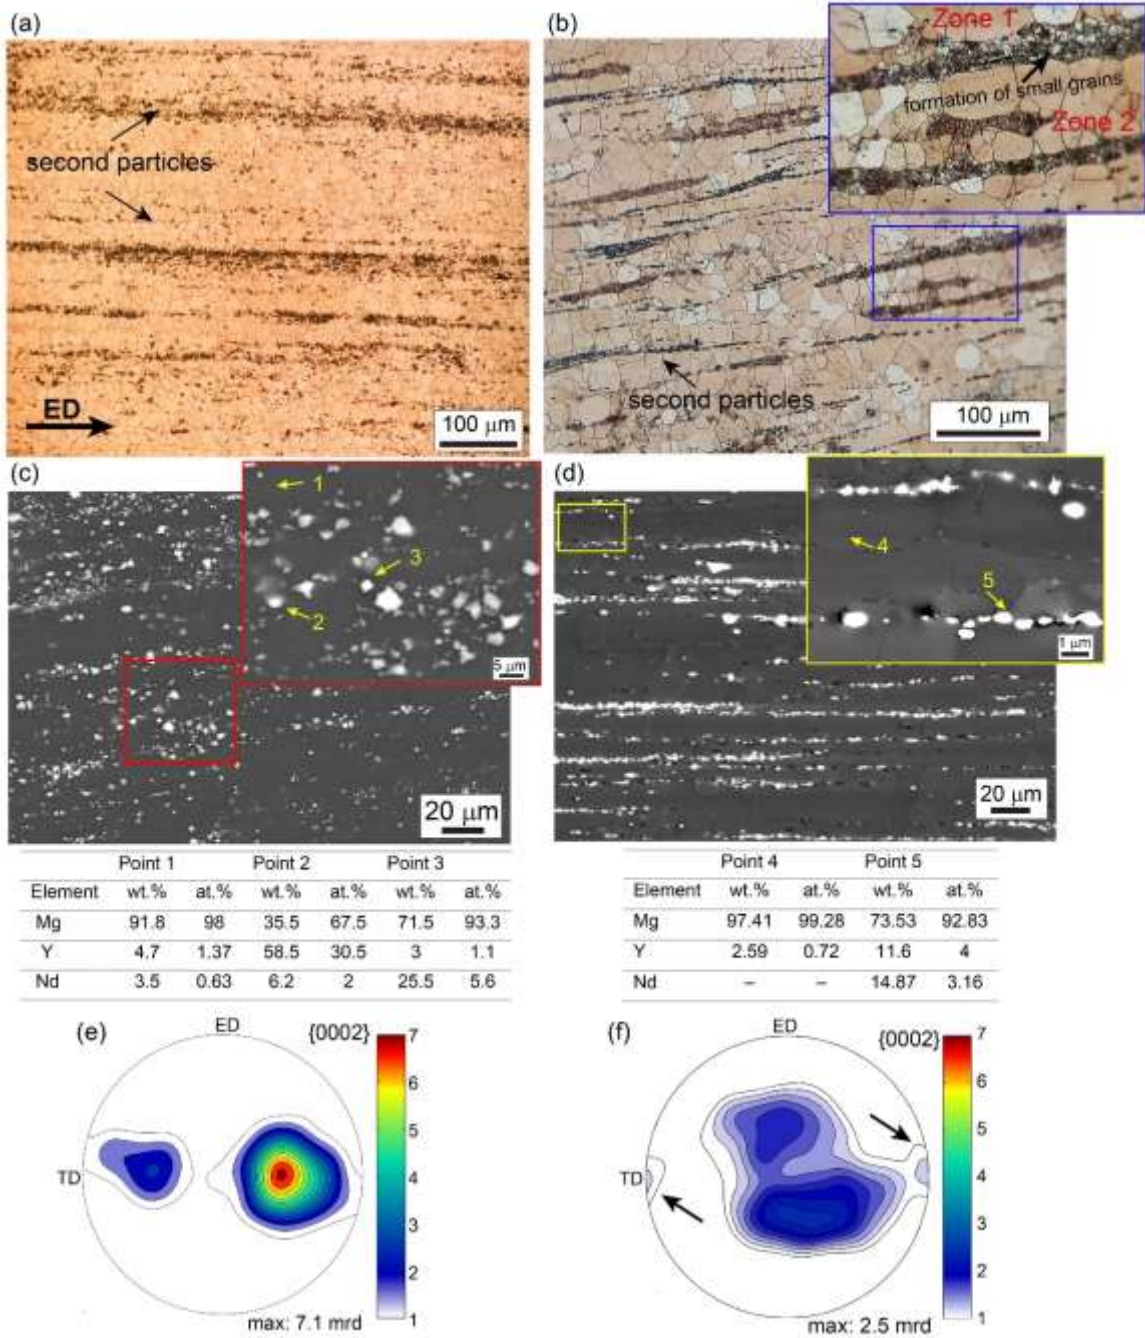 (a)
second particles
ED
100 μm
(b)
Zone 1
formation of small grains
Zone 2
second particles
100 μm
(c)
1
3
2
5 μm
20 μm
(d)
4
5
1 μm
20 μm
Point 1 Point 2 Point 3
Element wt.% at.% wt.% at.% wt.% at.%
Mg 91.8 98 35.5 67.5 71.5 93.3
Y 4.7 1.37 58.5 30.5 3 1.1
Nd 3.5 0.63 6.2 2 25.5 5.6
Point 4 Point 5
Element wt.% at.% wt.% at.%
Mg 97.41 99.28 73.53 92.83
Y 2.59 0.72 11.6 4
Nd – – 14.87 3.16
(e)
ED
{0002}
TD
7
6
5
4
3
2
1
max: 7.1 mrd
(f)
ED
{0002}
TD
7
6
5
4
3
2
1
max: 2.5 mrd